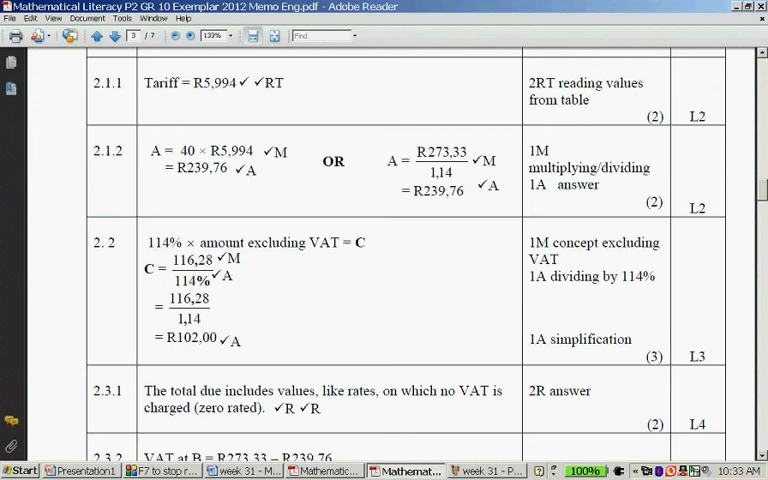 Mathematical Literacy P2 GR 10 Exemplar 2012 Memo Eng.pdf - Adobe Reader
File Edit View Document Tools Window Help
3 / 7 133% Find
2.1.1 Tariff = R5,994 ✓ ✓RT 2RT reading values
from table
(2) L2
2.1.2 A = 40 × R5,994 ✓M
= R239,76 ✓A
OR
A = R273,33 ✓M
1,14
= R239,76 ✓A
1M
multiplying/dividing
1A answer
(2)
L2
2. 2 114% × amount excluding VAT = C
C = 116,28 ✓M
114% ✓A
= 116,28
1,14
= R102,00 ✓A
1M concept excluding
VAT
1A dividing by 114%
1A simplification
(3) L3
2.3.1 The total due includes values, like rates, on which no VAT is
charged (zero rated). ✓R ✓R
2R answer
(2) L4
2.3.2 VAT at B = R273,33 – R239,76
Start Presentation1 F7 to stop r... week 31 - M... Mathematic... Mathemat... week 31 - P... 100% 10:33 AM